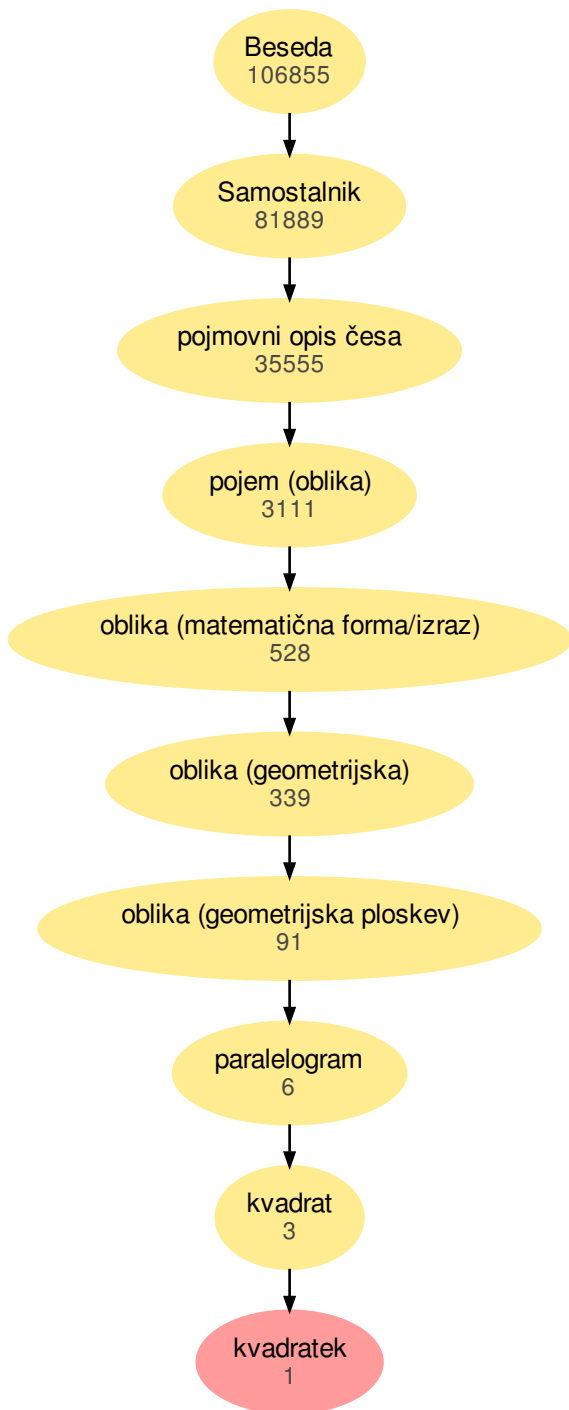 Beseda
106855
Samostalnik
81889
pojmovni opis česa
35555
pojem (oblika)
3111
oblika (matematična forma/izraz)
528
oblika (geometrijska)
339
oblika (geometrijska ploskev)
91
paralelogram
6
kvadrat
3
kvadratek
1